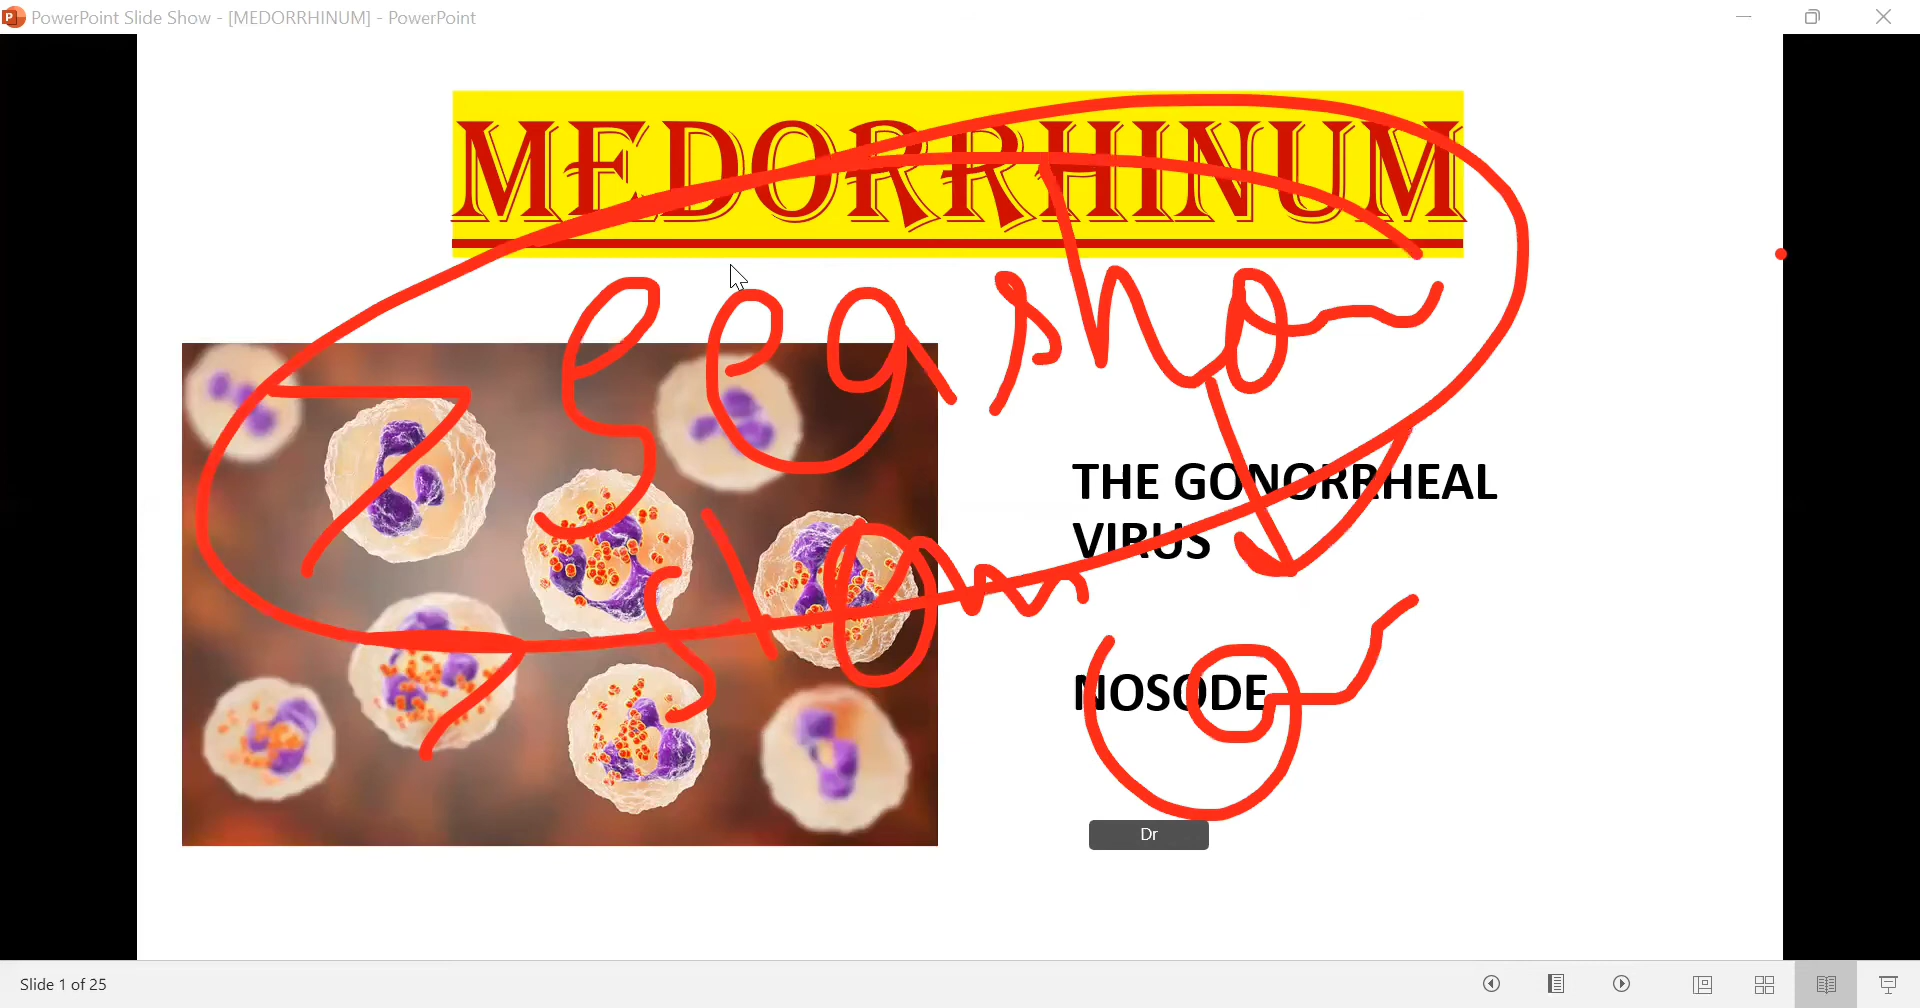 PowerPoint Slide Show - [MEDORRHINUM] - PowerPoint
MEDORRHINUM
THE GONORRHEAL
VIRUS
NOSODE
Dr
Slide 1 of 25